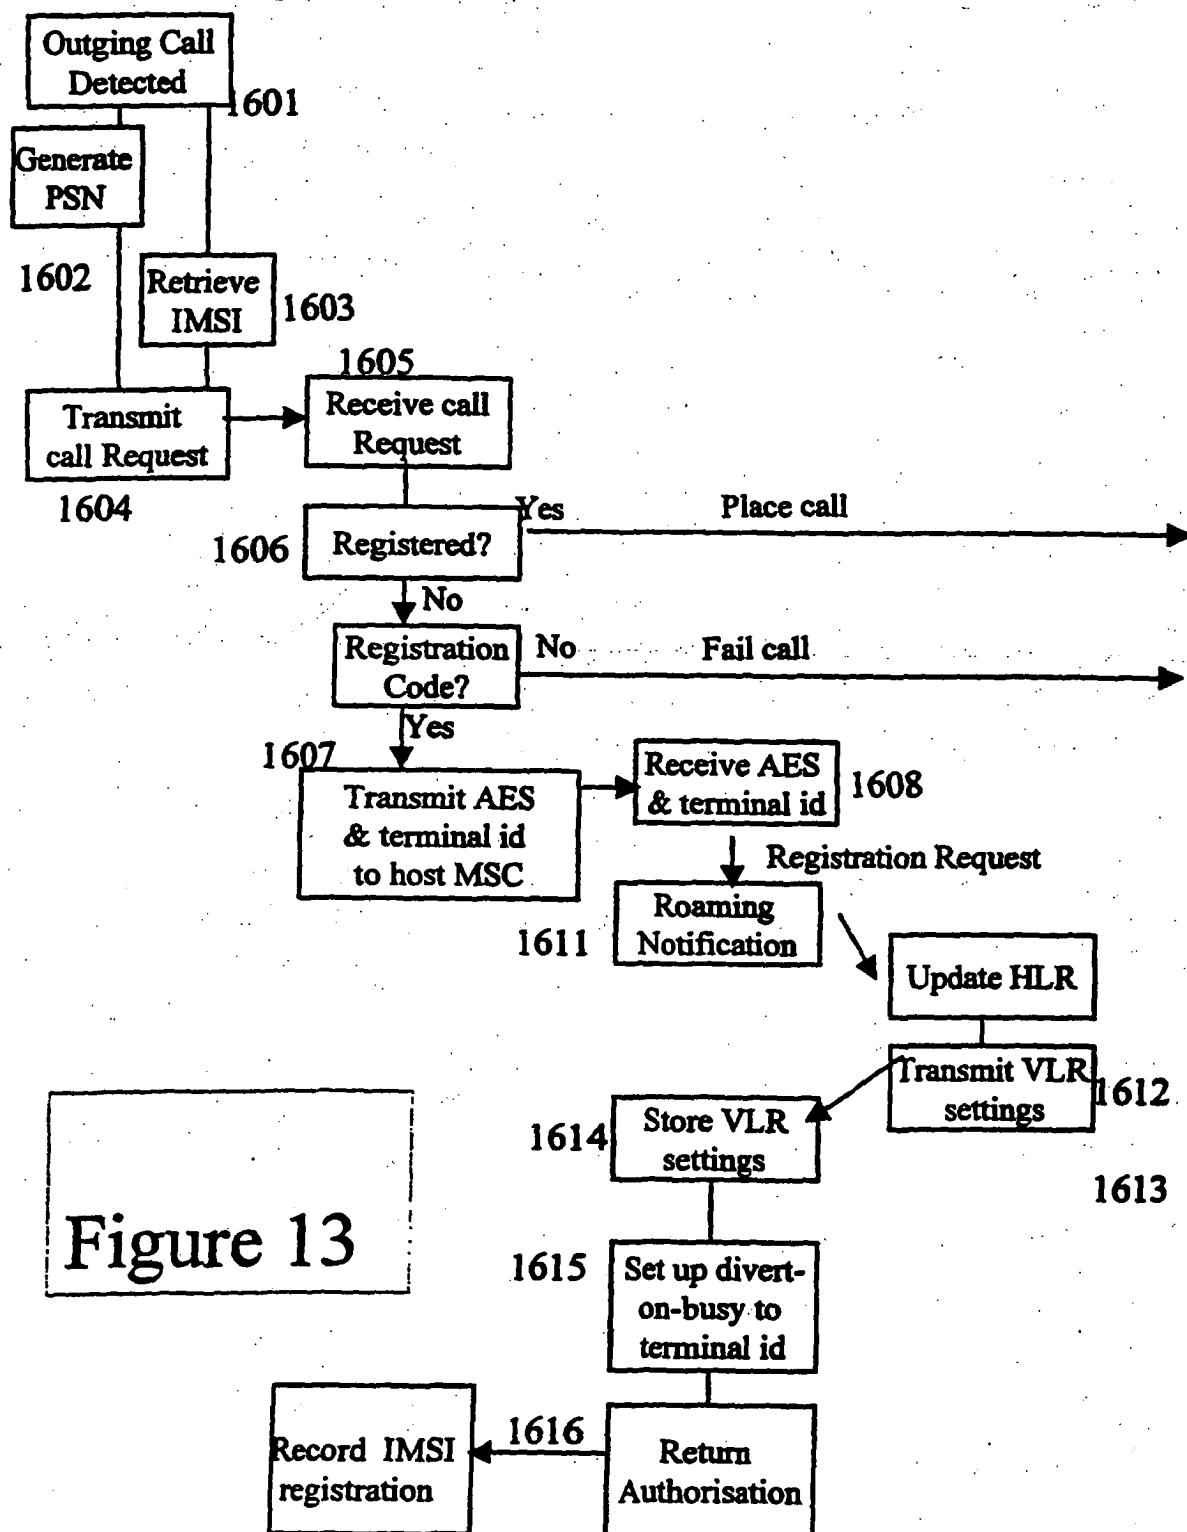 Outging Call
Detected
1601
Generate
PSN
1602
Retrieve
IMSI
1603
1605
Transmit
call Request
1604
Receive call
Request
Yes
Place call
1606
Registered?
No
Registration
Code?
No
Fail call
Yes
1607
Transmit AES
& terminal id
to host MSC
Receive AES
& terminal id
1608
Registration Request
Roaming
Notification
1611
Update HLR
Transmit VLR
settings
1612
1613
Store VLR
settings
1614
Figure 13
1615
Set up divert-
on-busy to
terminal id
1616
Record IMSI
registration
Return
Authorisation